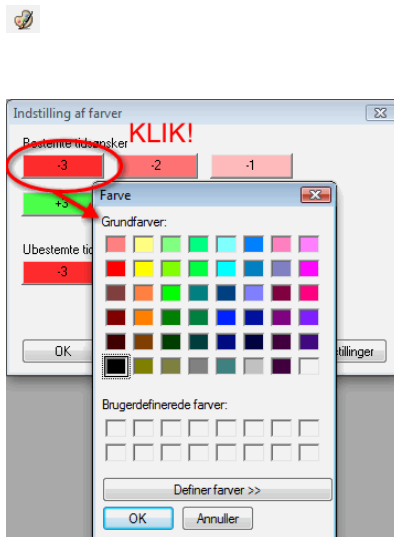 Indstilling af farver
KLIK!
Bestemte tidsønsker
-3 -2 -1
+3
Farve
Grundfarver:
Ubestemte tid
-3
OK
tillinger
Brugerdefinerede farver:
Definer farver >>
OK Annuller